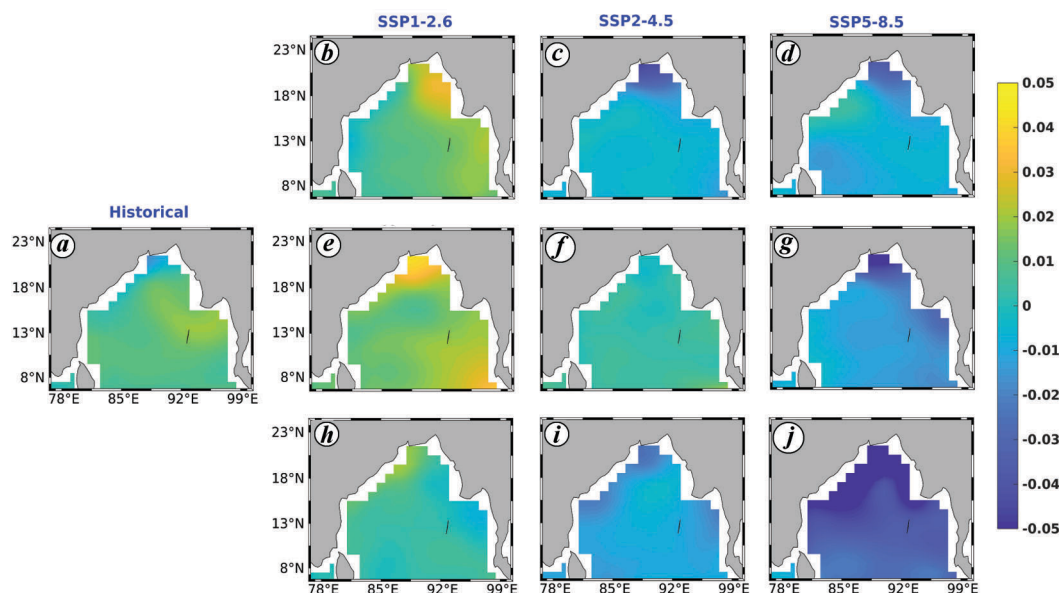 SSP1-2.6 SSP2-4.5 SSP5-8.5
23°N b c d
18°N
13°N
8°N
0.05
0.04
0.03
0.02
0.01
0
-0.01
-0.02
-0.03
-0.04
-0.05
Historical
23°N a
18°N
13°N
8°N
78°E 85°E 92°E 99°E
23°N e f g
18°N
13°N
8°N
23°N h i j
18°N
13°N
8°N
78°E 85°E 92°E 99°E 78°E 85°E 92°E 99°E 78°E 85°E 92°E 99°E